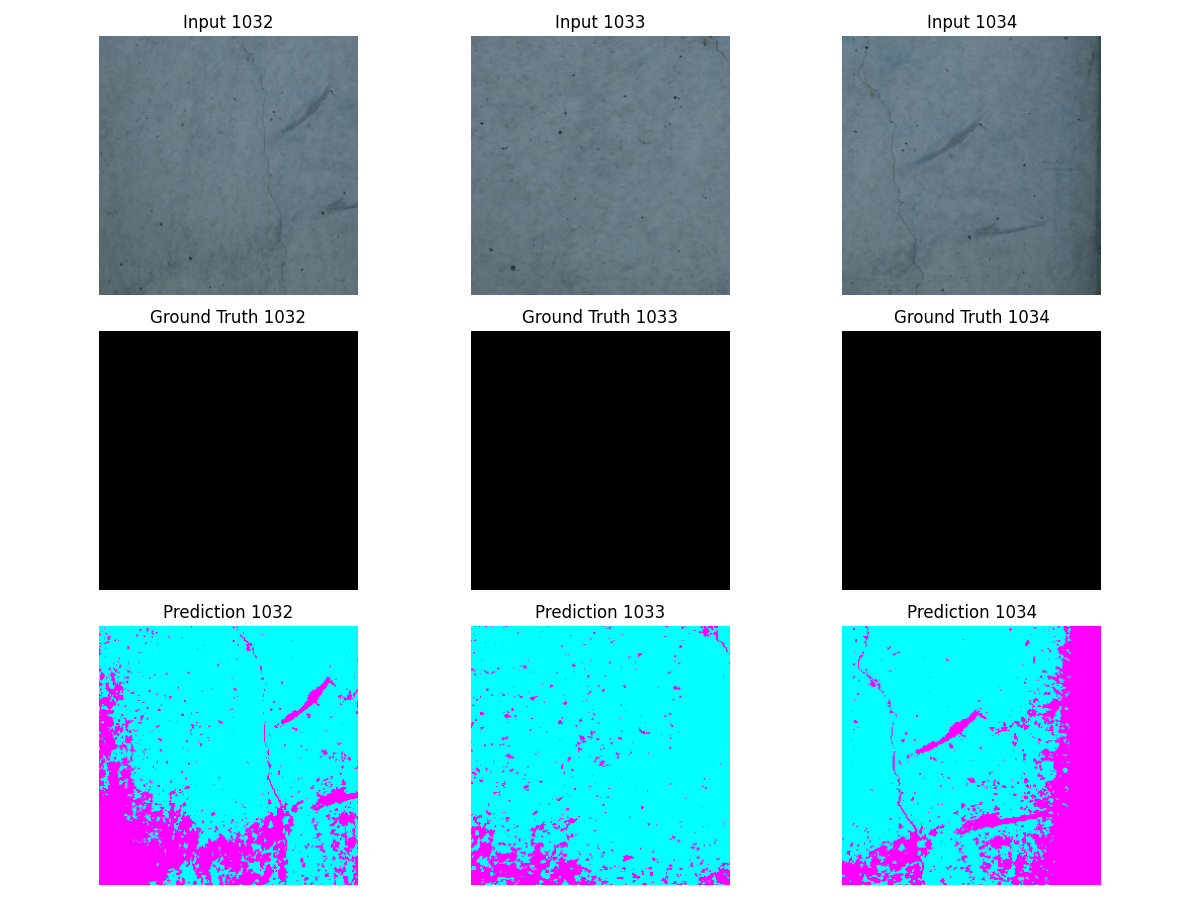 Input 1032
Input 1033
Input 1034
Ground Truth 1032
Ground Truth 1033
Ground Truth 1034
Prediction 1032
Prediction 1033
Prediction 1034